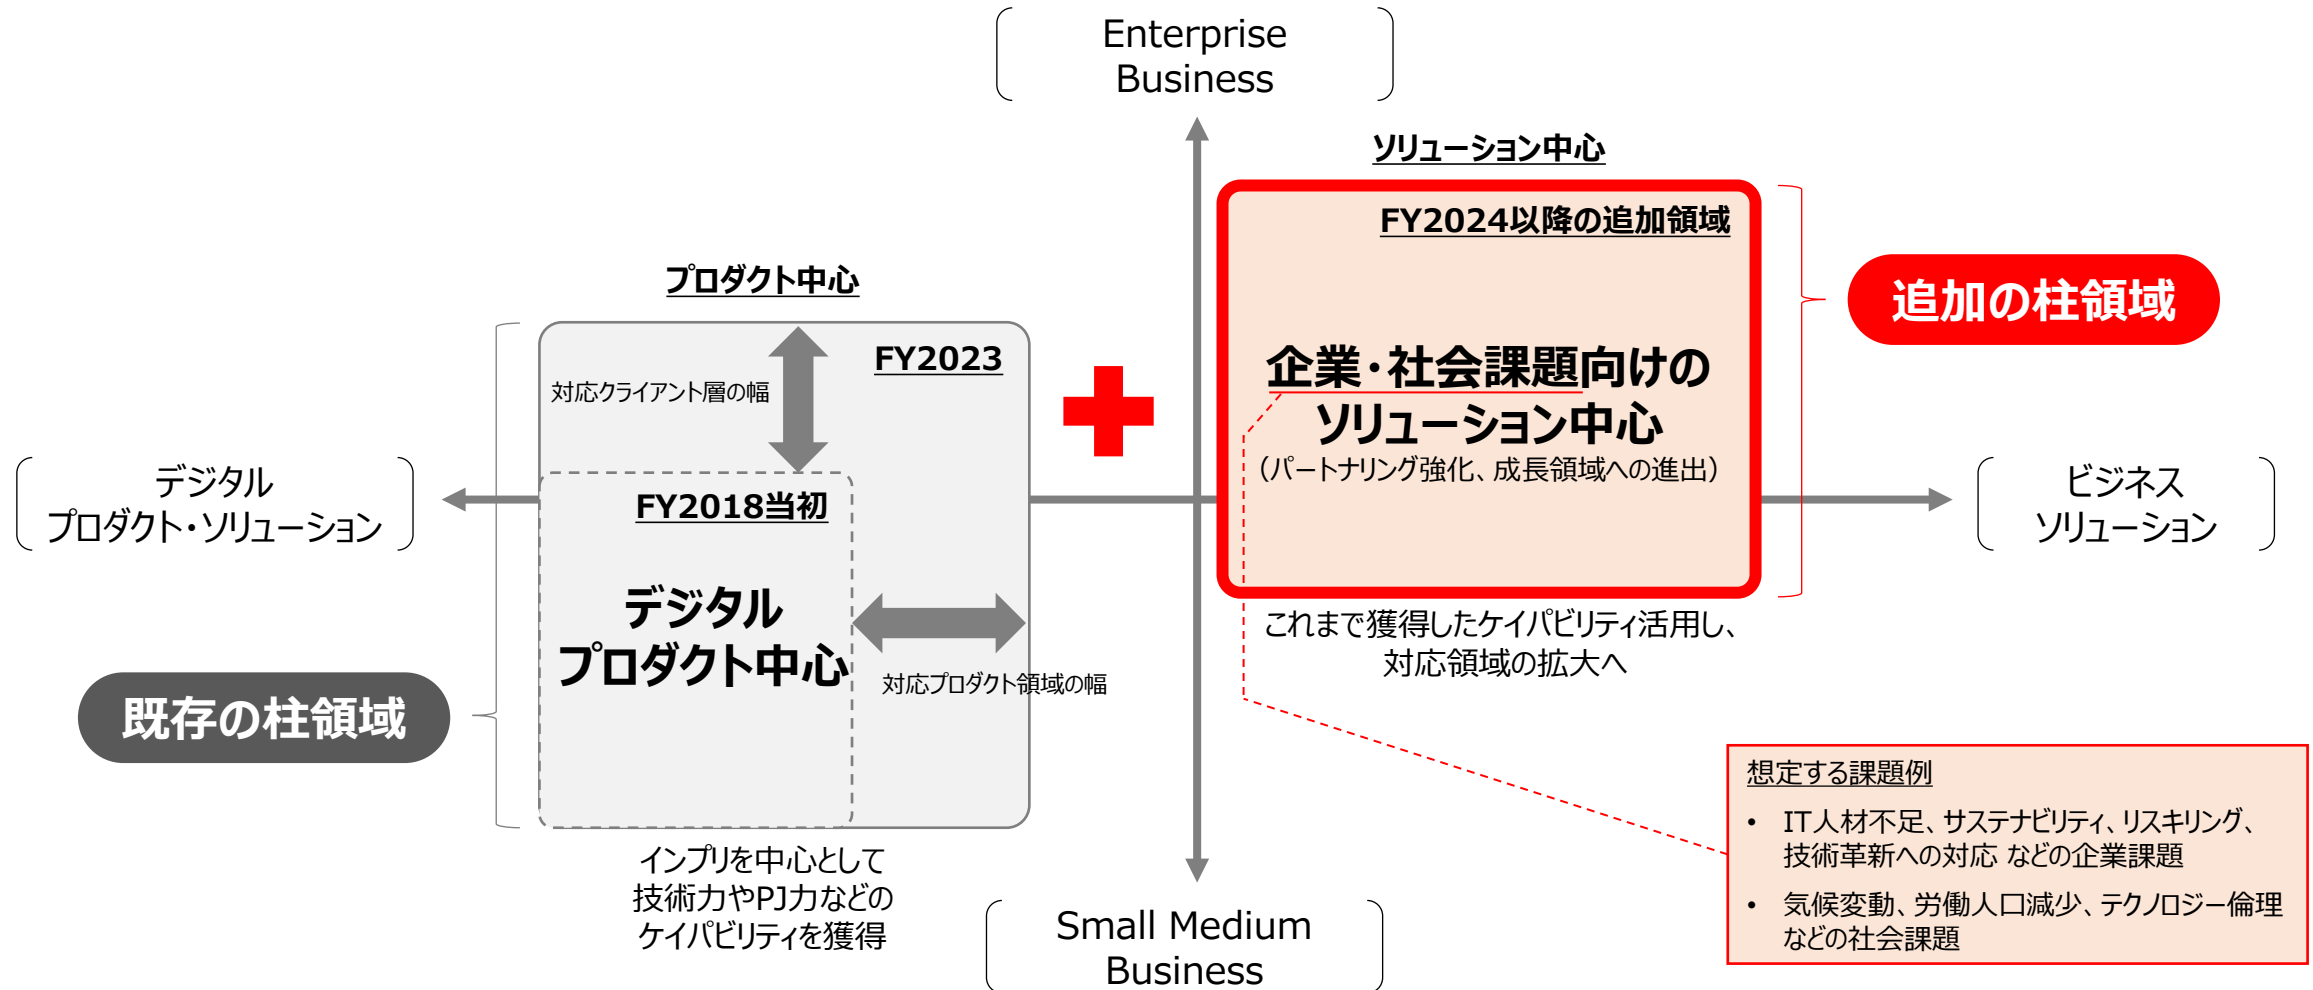 Enterprise
Business
ソリューション中心
FY2024以降の追加領域
追加の柱領域
企業・社会課題向けの
ソリューション中心
（パートナリング強化、成長領域への進出）
これまで獲得したケイパビリティ活用し、
対応領域の拡大へ
プロダクト中心
FY2023
対応クライアント層の幅
FY2018当初
デジタル
プロダクト中心
対応プロダクト領域の幅
デジタル
プロダクト・ソリューション
ビジネス
ソリューション
既存の柱領域
インプリを中心として
技術力やPJ力などの
ケイパビリティを獲得
Small Medium
Business
想定する課題例
• IT人材不足、サステナビリティ、リスキリング、
技術革新への対応 などの企業課題
• 気候変動、労働人口減少、テクノロジー倫理
などの社会課題